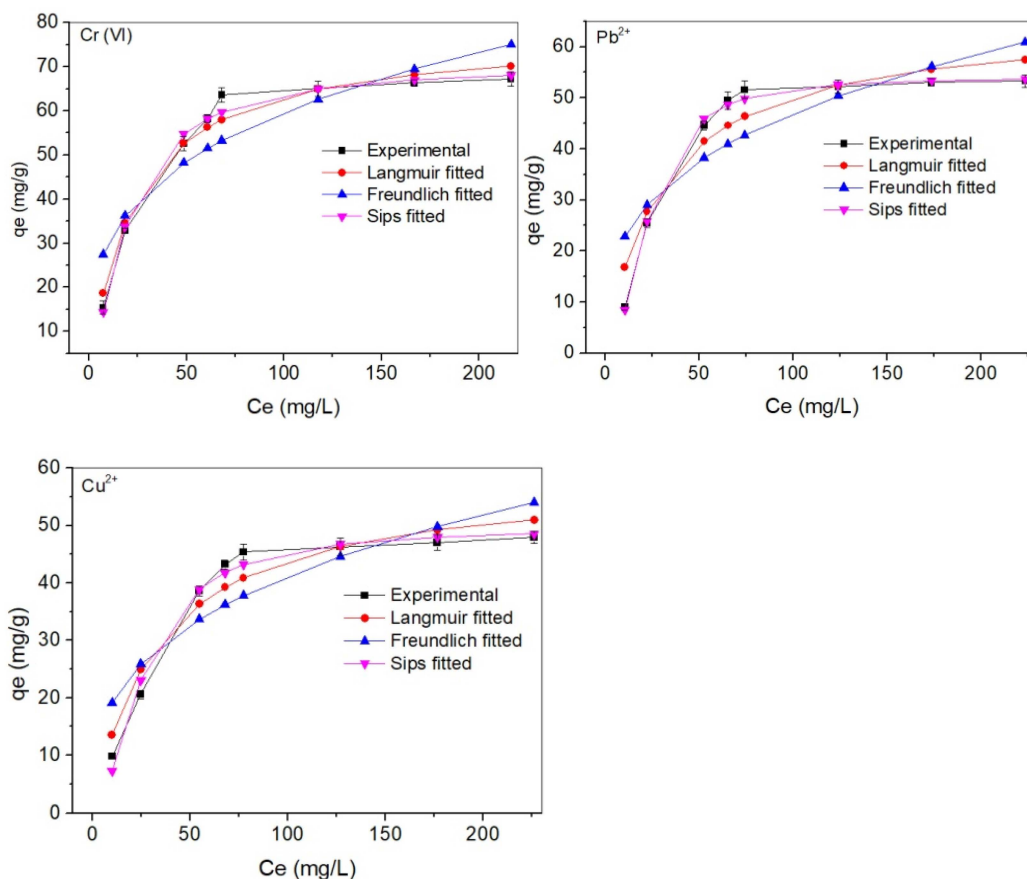 Cr (VI)
80
70
60
50
40
30
20
10
qe (mg/g)
Experimental
Langmuir fitted
Freundlich fitted
Sips fitted
0 50 100 150 200
Ce (mg/L)
Pb²⁺
60
50
40
30
20
10
0
qe (mg/g)
Experimental
Langmuir fitted
Freundlich fitted
Sips fitted
0 50 100 150 200
Ce (mg/L)
Cu²⁺
60
50
40
30
20
10
0
qe (mg/g)
Experimental
Langmuir fitted
Freundlich fitted
Sips fitted
0 50 100 150 200
Ce (mg/L)